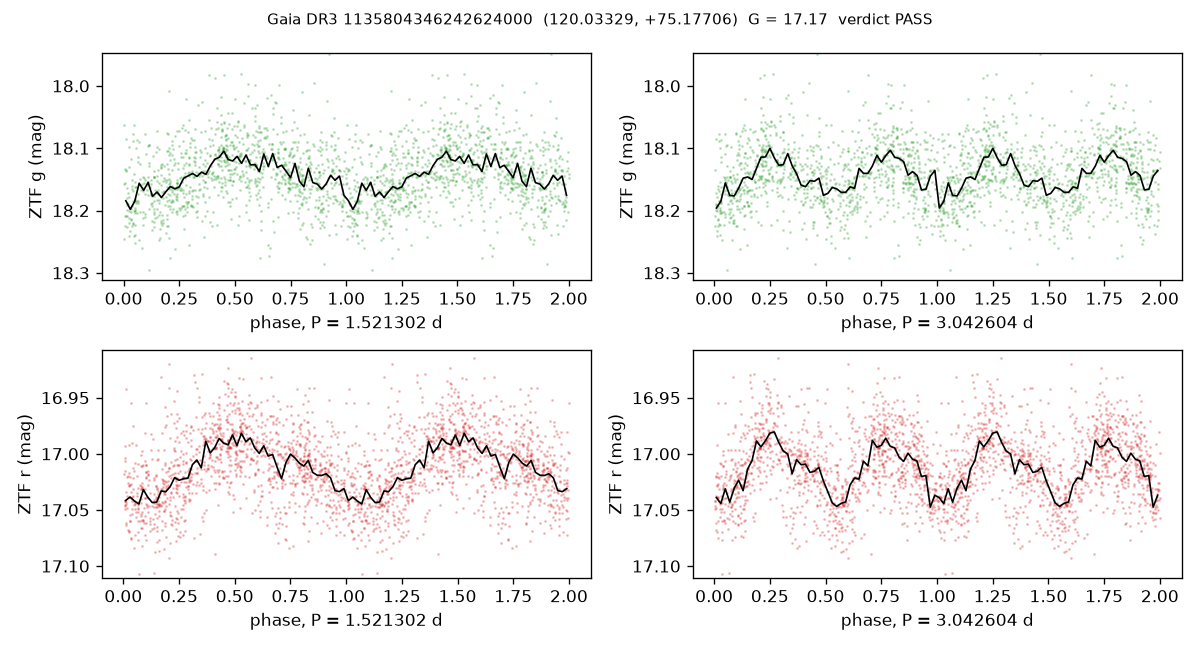 Gaia DR3 1135804346242624000 (120.03329, +75.17706) G = 17.17 verdict PASS
ZTF g (mag)
18.0
18.1
18.2
18.3
0.00 0.25 0.50 0.75 1.00 1.25 1.50 1.75 2.00
phase, P = 1.521302 d
ZTF g (mag)
18.0
18.1
18.2
18.3
0.00 0.25 0.50 0.75 1.00 1.25 1.50 1.75 2.00
phase, P = 3.042604 d
ZTF r (mag)
16.95
17.00
17.05
17.10
0.00 0.25 0.50 0.75 1.00 1.25 1.50 1.75 2.00
phase, P = 1.521302 d
ZTF r (mag)
16.95
17.00
17.05
17.10
0.00 0.25 0.50 0.75 1.00 1.25 1.50 1.75 2.00
phase, P = 3.042604 d